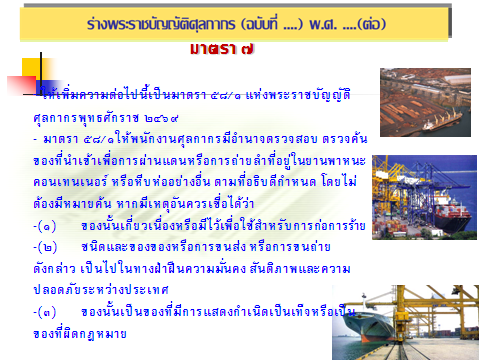 ร่างพระราชบัญญัติศุลกากร (ฉบับที่ ....) พ.ศ. ....(ต่อ)
มาตรา ๗
ให้เพิ่มความต่อไปนี้เป็นมาตรา ๕๘/๑ แห่งพระราชบัญญัติ
ศุลกากรพุทธศักราช ๒๔๖๙
- มาตรา ๕๘/๑ให้พนักงานศุลกากรมีอำนาจตรวจสอบ ตรวจค้น
ของที่นำเข้าเพื่อการผ่านแดนหรือการถ่ายลำที่อยู่ในยานพาหนะ
คอนเทนเนอร์ หรือหีบห่ออย่างอื่น ตามที่อธิบดีกำหนด โดยไม่
ต้องมีหมายค้น หากมีเหตุอันควรเชื่อได้ว่า
-(๑) ของนั้นเกี่ยวเนื่องหรือมีไว้เพื่อใช้สำหรับการก่อการร้าย
-(๒) ชนิดและของของหรือการขนส่ง หรือการขนถ่าย
ดังกล่าว เป็นไปในทางฝ่าฝืนความมั่นคง สันติภาพและความ
ปลอดภัยระหว่างประเทศ
-(๓) ของนั้นเป็นของที่มีการแสดงกำเนิดเป็นเท็จหรือเป็น
ของที่ผิดกฎหมาย